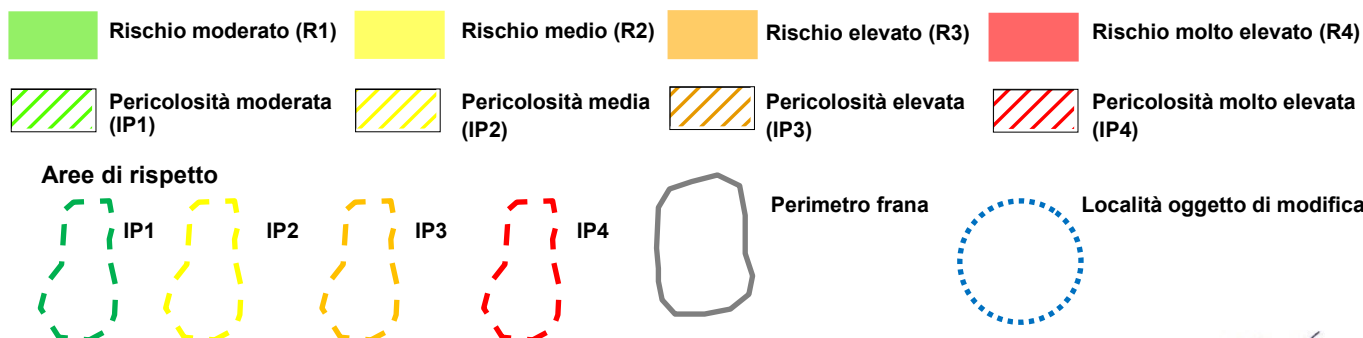 Rischio moderato (R1)
Rischio medio (R2)
Rischio elevato (R3)
Rischio molto elevato (R4)
Pericolosità moderata
(IP1)
Pericolosità media
(IP2)
Pericolosità elevata
(IP3)
Pericolosità molto elevata
(IP4)
Aree di rispetto
IP1
IP2
IP3
IP4
Perimetro frana
Località oggetto di modifica